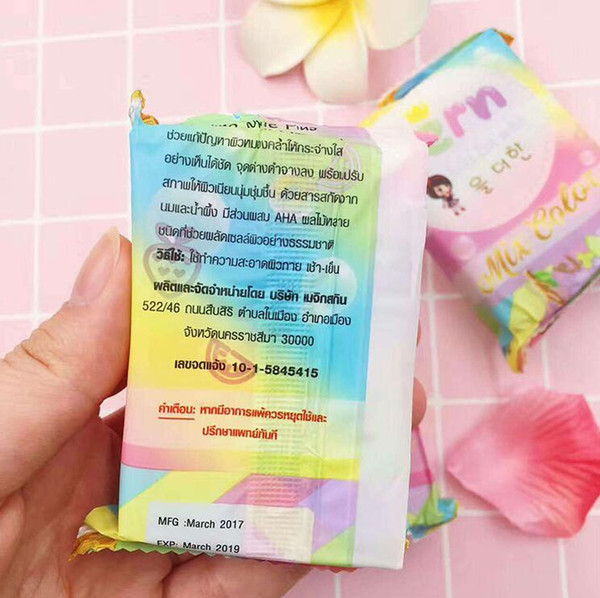 ช่วยแก้ปัญหาผิวหมองคล้ำให้กระจ่างใส
อย่างเห็นได้ชัด จุดด่างดำจางลง พร้อมปรับ
สภาพให้ผิวเนียนนุ่มชุ่มชื้น ด้วยสารสกัดจาก
นมและน้ำผึ้ง มีส่วนผสม AHA ผลไม้หลาย
ชนิดที่ช่วยผลัดเซลล์ผิวอย่างธรรมชาติ
วิธีใช้: ใช้ทำความสะอาดผิวกาย เช้า-เย็น
ผลิตและจัดจำหน่ายโดย บริษัท เมจิกสกิน
522/46 ถนนสืบสิริ ตำบลในเมือง อำเภอเมือง
จังหวัดนครราชสีมา 30000
เลขจดแจ้ง 10-1-5845415
คำเตือน: หากมีอาการแพ้ควรหยุดใช้และ
ปรึกษาแพทย์ทันที
MFG :March 2017
EXP: March 2019
을더한
Mix Color